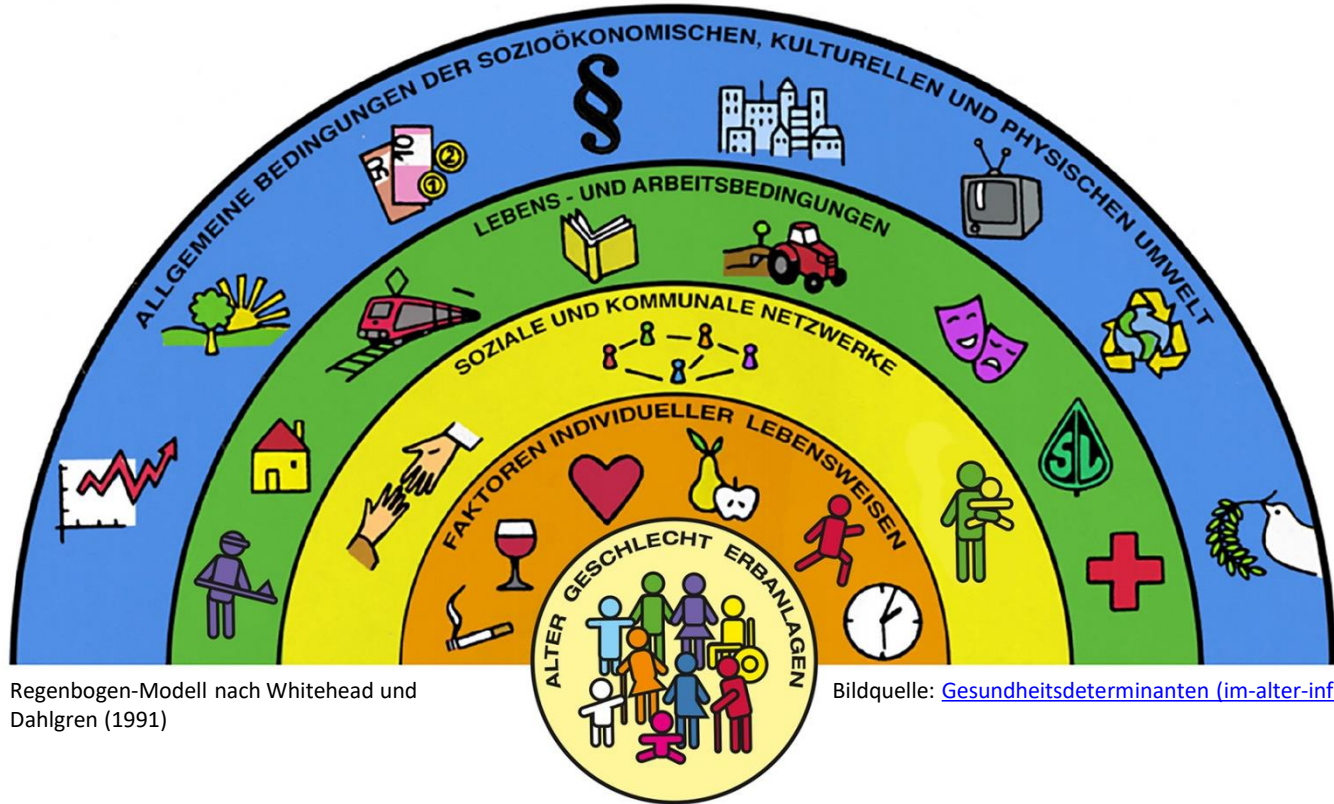 ALLGEMEINE BEDINGUNGEN DER SOZIOÖKONOMISCHEN, KULTURELLEN UND PHYSISCHEN UMWELT
§
LEBENS - UND ARBEITSBEDINGUNGEN
SOZIALE UND KOMMUNALE NETZWERKE
SL
FAKTOREN INDIVIDUELLER LEBENSWEISEN
ALTER GESCHLECHT ERBANLAGEN
Regenbogen-Modell nach Whitehead und
Dahlgren (1991)
Bildquelle: Gesundheitsdeterminanten (im-alter-inf